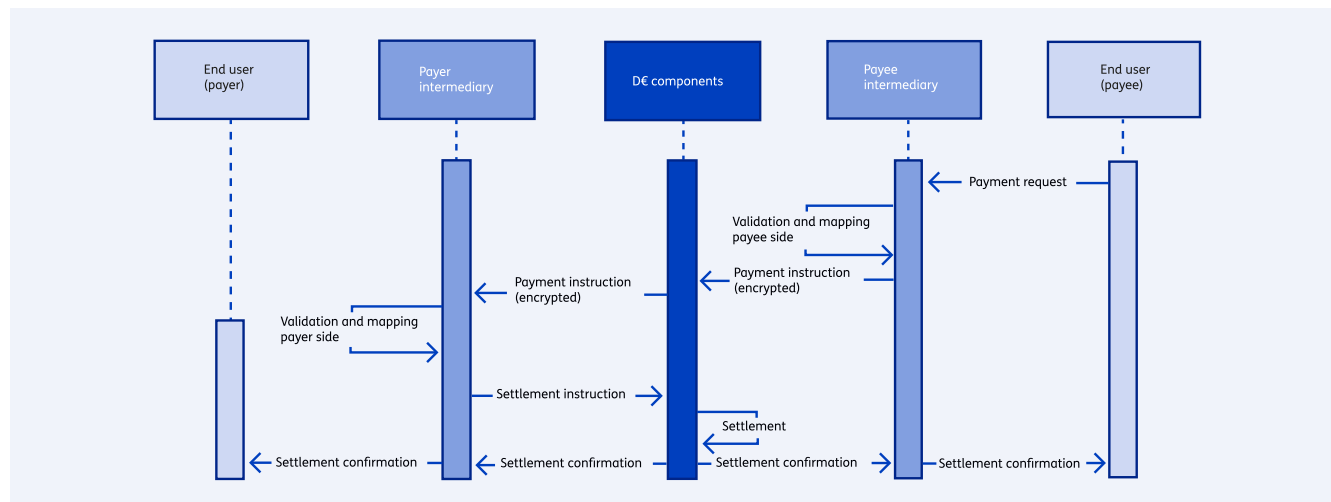 End user
(payer)
Payer
intermediary
D€ components
Payee
intermediary
End user
(payee)
Payment request
Validation and mapping
payee side
Payment instruction
(encrypted)
Payment instruction
(encrypted)
Validation and mapping
payer side
Settlement instruction
Settlement
Settlement confirmation
Settlement confirmation
Settlement confirmation
Settlement confirmation